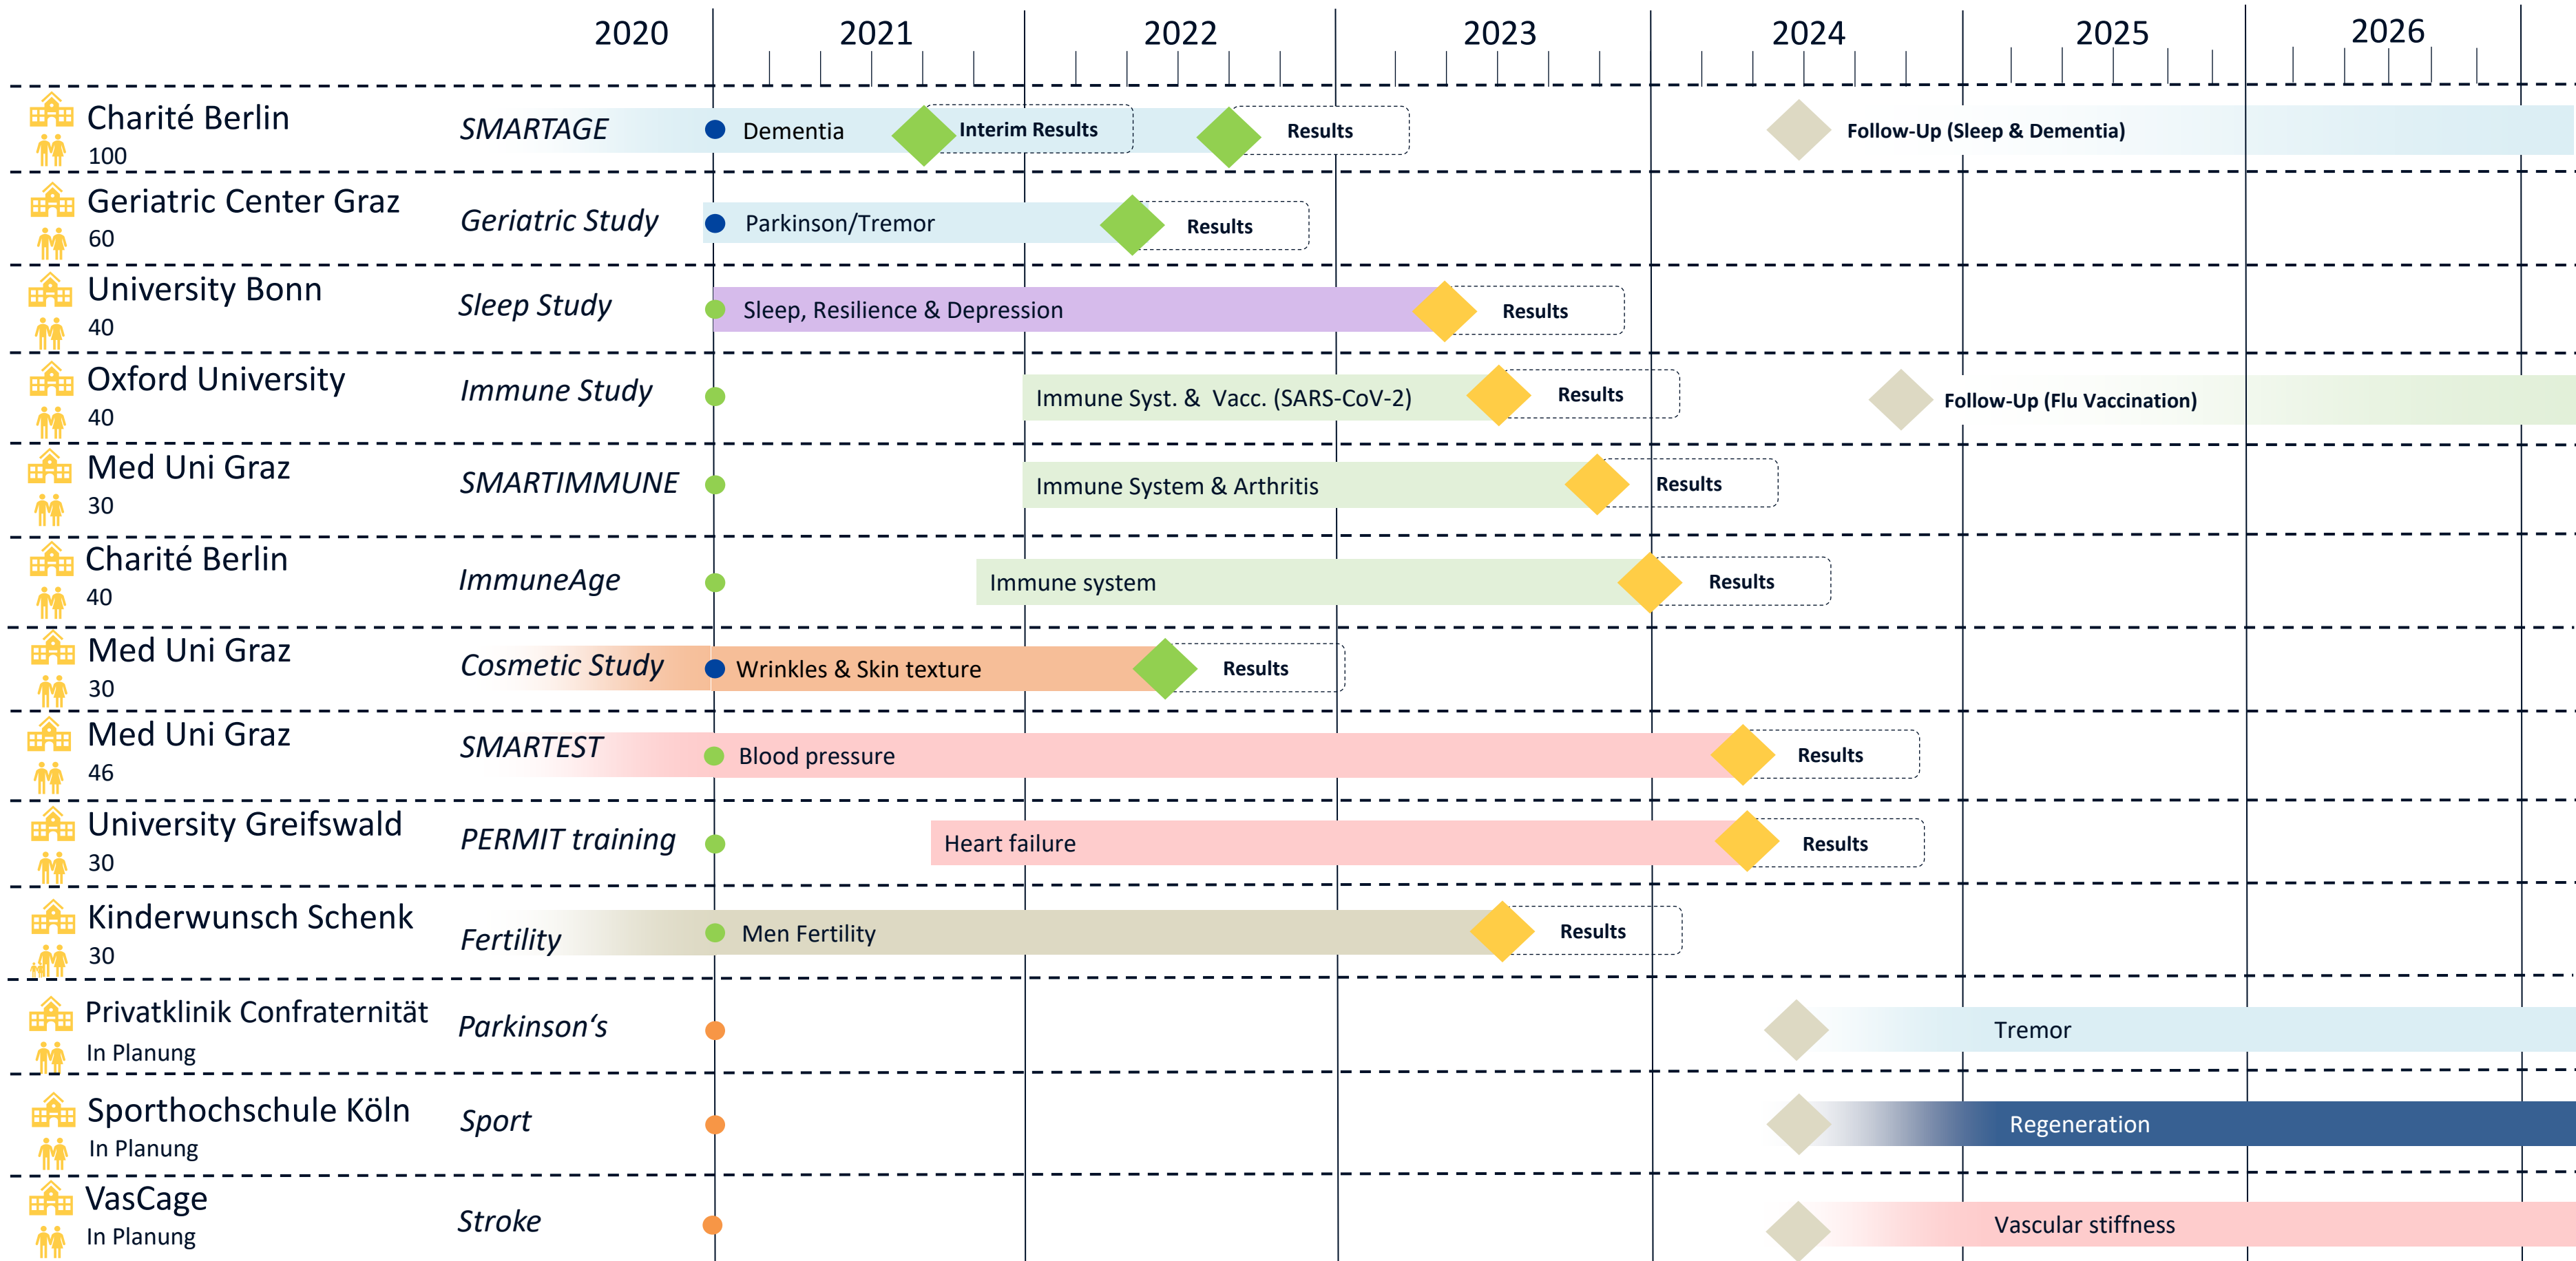 2020 2021 2022 2023 2024 2025 2026
Charité Berlin
100
SMARTAGE
Dementia
Interim Results
Results
Follow-Up (Sleep & Dementia)
Geriatric Center Graz
60
Geriatric Study
Parkinson/Tremor
Results
University Bonn
40
Sleep Study
Sleep, Resilience & Depression
Results
Oxford University
40
Immune Study
Immune Syst. & Vacc. (SARS-CoV-2)
Results
Follow-Up (Flu Vaccination)
Med Uni Graz
30
SMARTIMMUNE
Immune System & Arthritis
Results
Charité Berlin
40
ImmuneAge
Immune system
Results
Med Uni Graz
30
Cosmetic Study
Wrinkles & Skin texture
Results
Med Uni Graz
46
SMARTEST
Blood pressure
Results
University Greifswald
30
PERMIT training
Heart failure
Results
Kinderwunsch Schenk
30
Fertility
Men Fertility
Results
Privatklinik Confraternität
In Planung
Parkinson‘s
Tremor
Sporthochschule Köln
In Planung
Sport
Regeneration
VasCage
In Planung
Stroke
Vascular stiffness